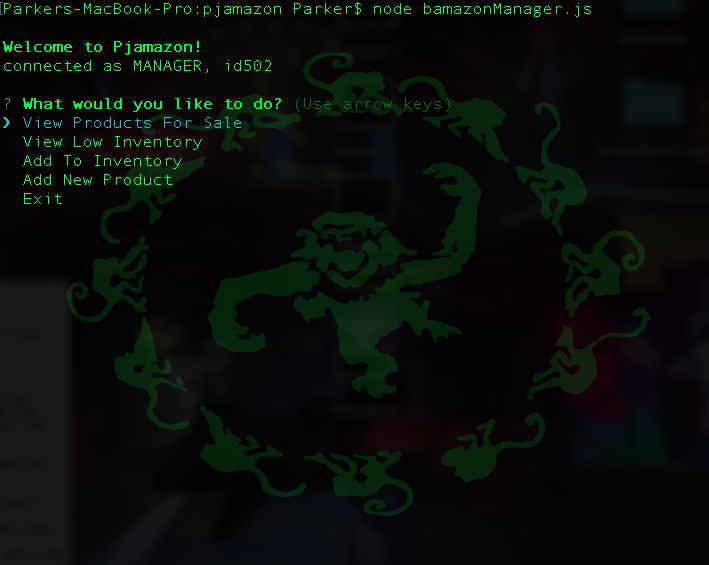 [Parkers-MacBook-Pro:pjamazon Parker$ node bamazonManager.js
Welcome to Pjamazon!
connected as MANAGER, id502
? What would you like to do? (Use arrow keys)
❯ View Products For Sale
View Low Inventory
Add To Inventory
Add New Product
Exit